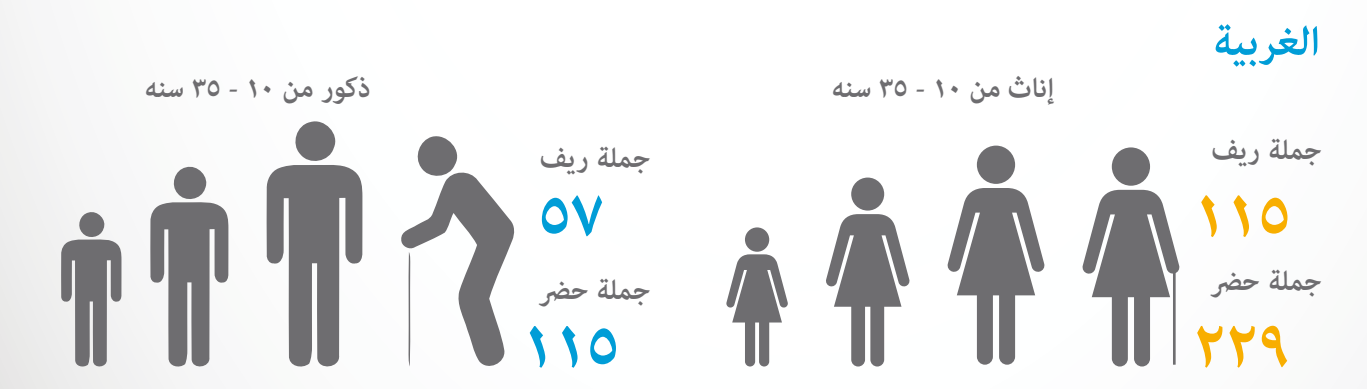 الغربية
إناث من ١٠ - ٣٥ سنه
جملة ريف
١١٥
جملة حضر
٢٢٩
ذكور من ١٠ - ٣٥ سنه
جملة ريف
٥٧
جملة حضر
١١٥